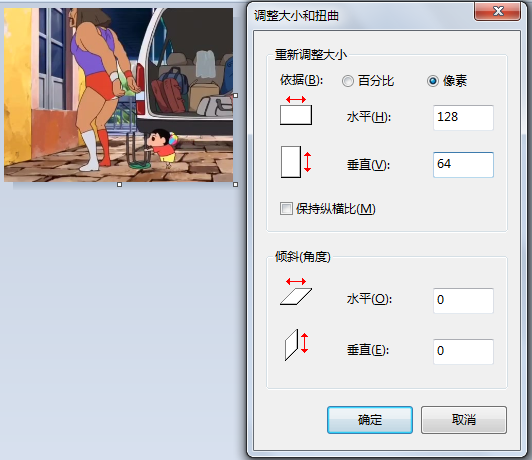 调整大小和扭曲
重新调整大小
依据(B): 百分比 像素
水平(H): 128
垂直(V): 64
保持纵横比(M)
倾斜(角度)
水平(O): 0
垂直(E): 0
确定 取消